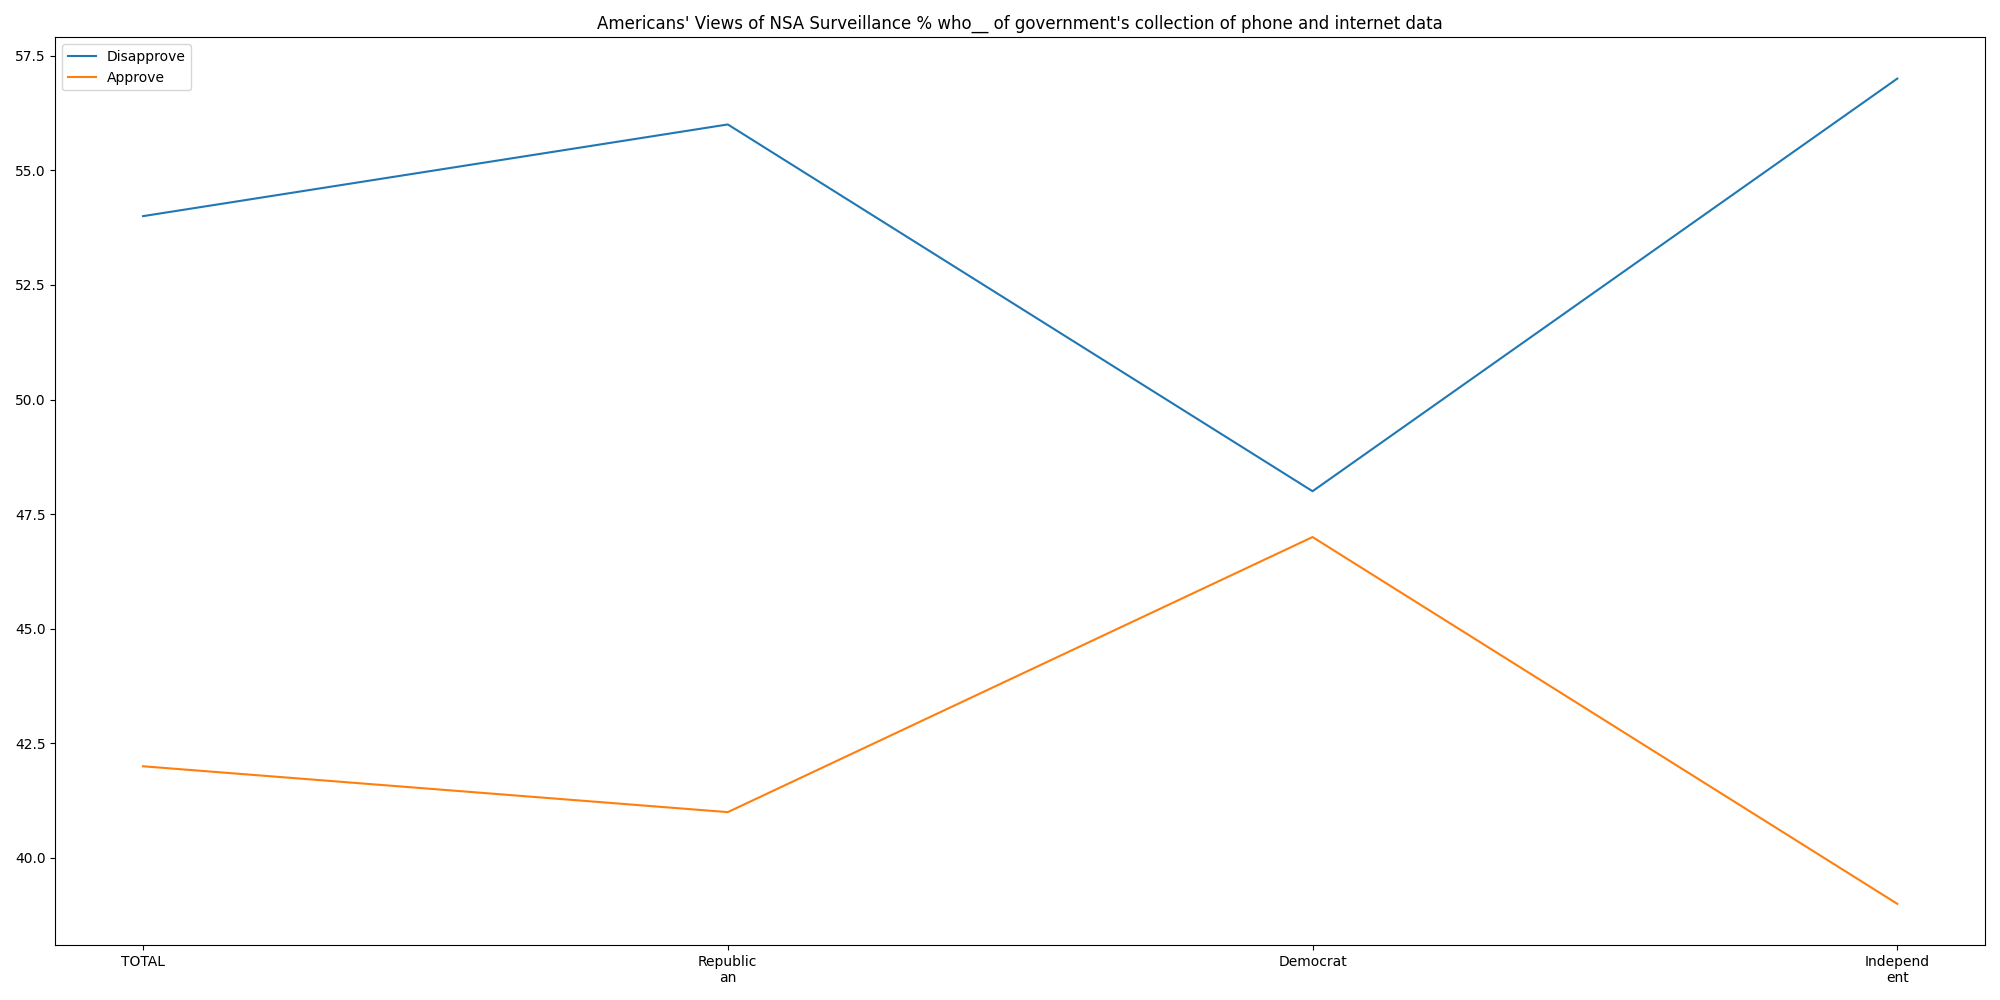 Americans' Views of NSA Surveillance % who__ of government's collection of phone and internet data
Disapprove
Approve
57.5
55.0
52.5
50.0
47.5
45.0
42.5
40.0
TOTAL
Republic
an
Democrat
Independ
ent